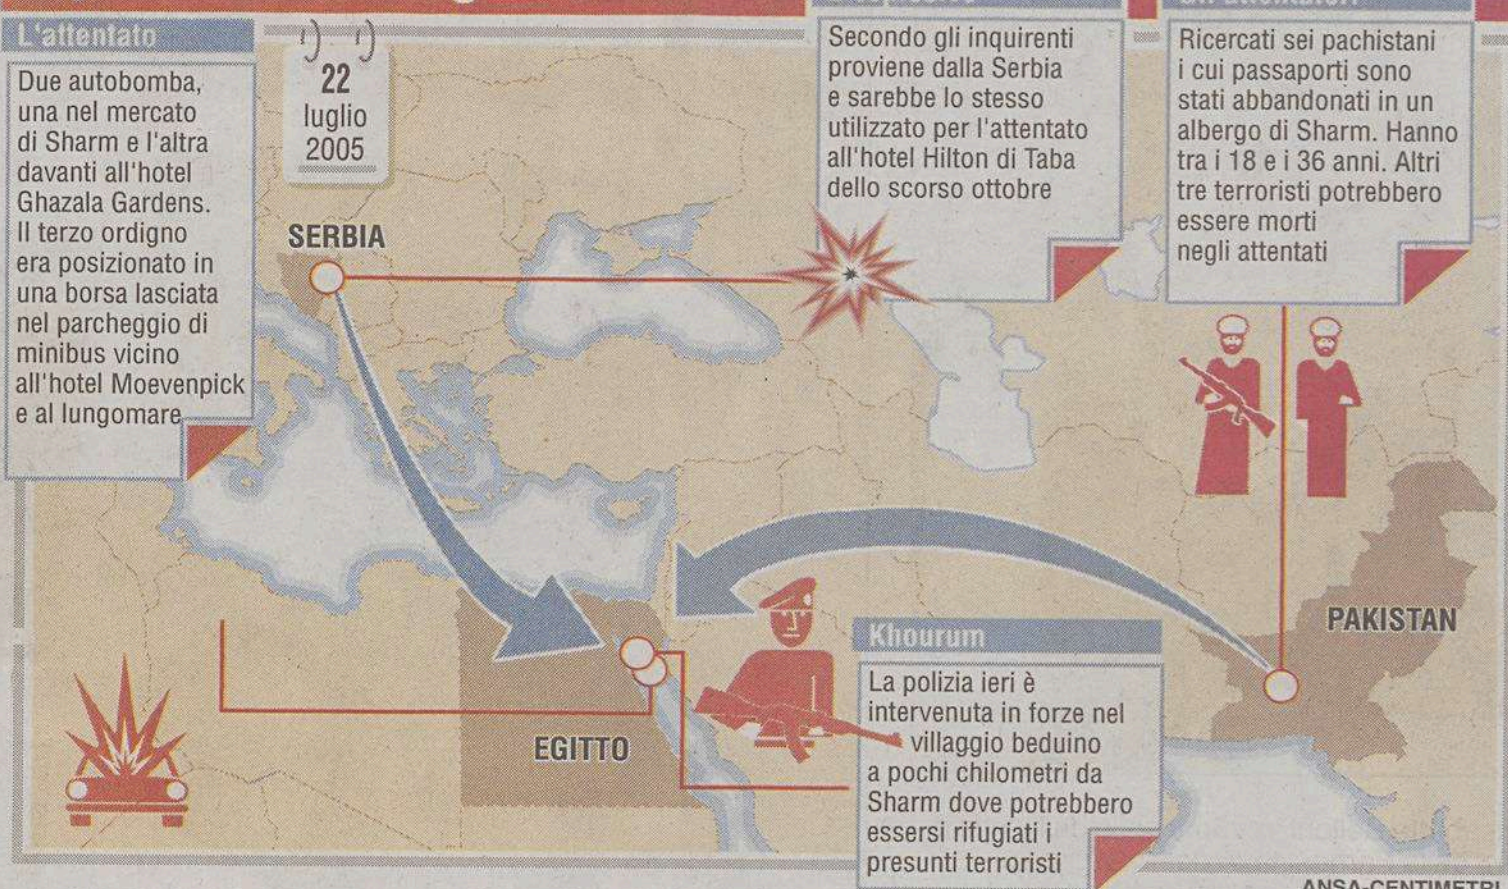 L'attentato
Due autobomba,
una nel mercato
di Sharm e l'altra
davanti all'hotel
Ghazala Gardens.
Il terzo ordigno
era posizionato in
una borsa lasciata
nel parcheggio di
minibus vicino
all'hotel Moevenpick
e al lungomare
22
luglio
2005
Secondo gli inquirenti
proviene dalla Serbia
e sarebbe lo stesso
utilizzato per l'attentato
all'hotel Hilton di Taba
dello scorso ottobre
Ricercati sei pachistani
i cui passaporti sono
stati abbandonati in un
albergo di Sharm. Hanno
tra i 18 e i 36 anni. Altri
tre terroristi potrebbero
essere morti
negli attentati
SERBIA
PAKISTAN
EGITTO
Khourum
La polizia ieri è
intervenuta in forze nel
villaggio beduino
a pochi chilometri da
Sharm dove potrebbero
essersi rifugiati i
presunti terroristi
ANSA-CENTIMETRI